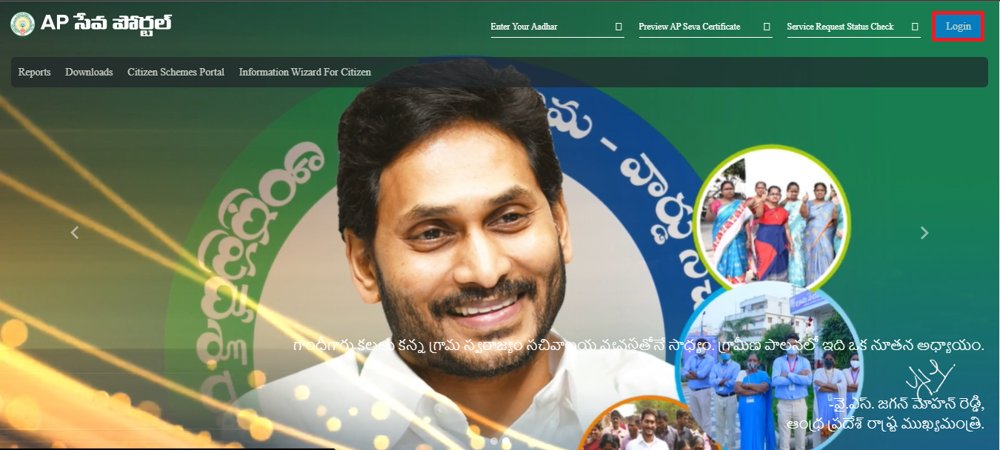 AP సేవ పోర్టల్
Enter Your Aadhar
Preview AP Seva Certificate
Service Request Status Check
Login
Reports
Downloads
Citizen Schemes Portal
Information Wizard For Citizen
గాంధీగారు కలలు కన్న గ్రామ స్వరాజ్యం సచివాలయ వ్యవస్థతోనే సాధ్యం. గ్రామీణ పాలనలో ఇది ఒక నూతన అధ్యాయం.
-వై.ఎస్. జగన్ మోహన్ రెడ్డి,
ఆంధ్ర ప్రదేశ్ రాష్ట్ర ముఖ్యమంత్రి.